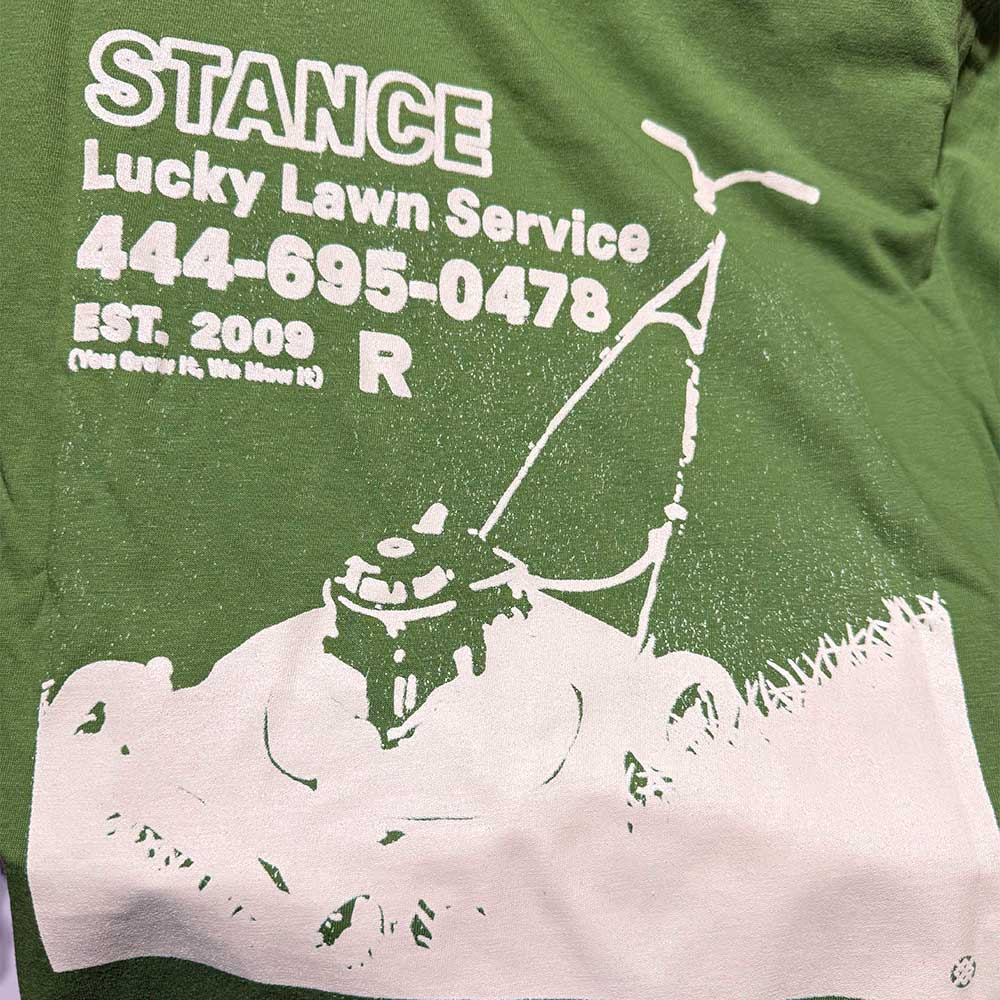 STANCE
Lucky Lawn Service
444-695-0478
EST. 2009
(You Grow It, We Mow It)
R